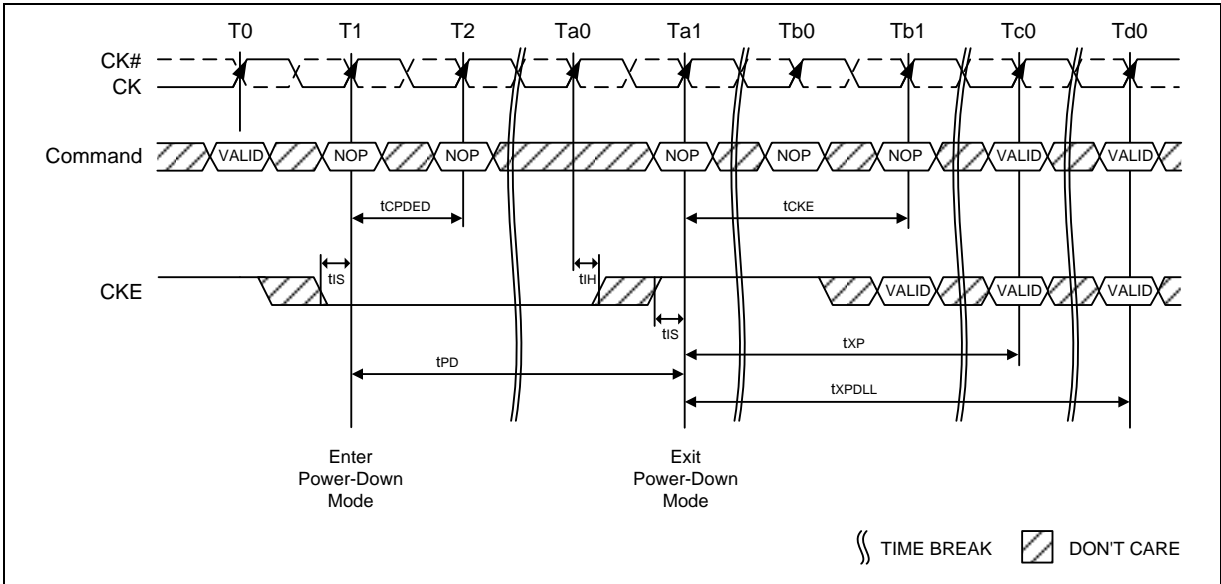 T0 T1 T2 Ta0 Ta1 Tb0 Tb1 Tc0 Td0
CK#
CK
Command VALID NOP NOP NOP NOP NOP VALID VALID
tCPDED tCKE
tIS tIH
CKE VALID VALID VALID
tIS
tXP
tPD
tXPDLL
Enter
Power-Down
Mode
Exit
Power-Down
Mode
TIME BREAK DON'T CARE